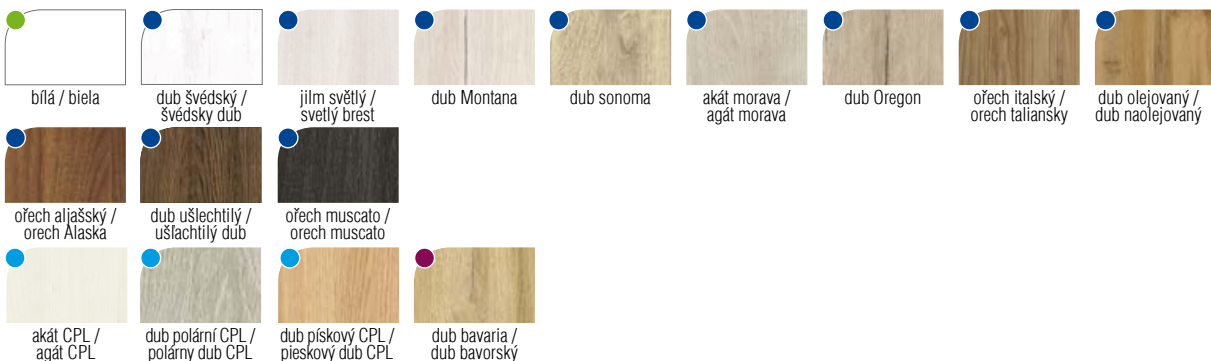 bílá / biela
dub švédský /
švédsky dub
jilm světlý /
svetlý brest
dub Montana
dub sonoma
akát morava /
agát morava
dub Oregon
ořech italský /
orech taliansky
dub olejovaný /
dub naolejovaný
ořech aljašský /
orech Alaska
dub ušlechtilý /
ušľachtilý dub
ořech muscato /
orech muscato
akát CPL /
agát CPL
dub polární CPL /
polárny dub CPL
dub pískový CPL /
pieskový dub CPL
dub bavaria /
dub bavorský